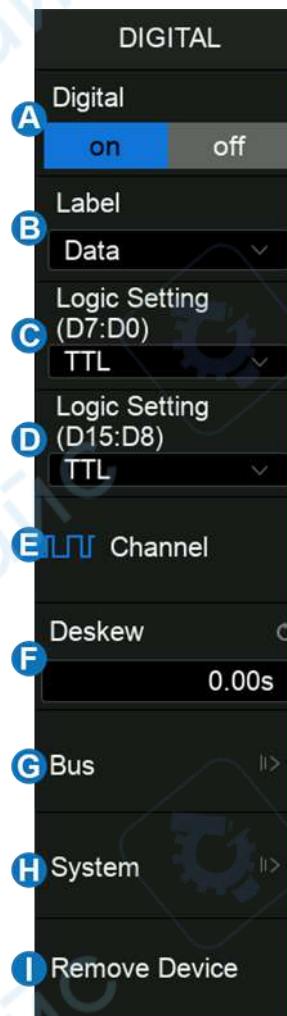 DIGITAL
A
Digital
on off
B
Label
Data
C
Logic Setting
(D7:D0)
TTL
D
Logic Setting
(D15:D8)
TTL
E
Channel
F
Deskew
0.00s
G Bus
H System
I Remove Device